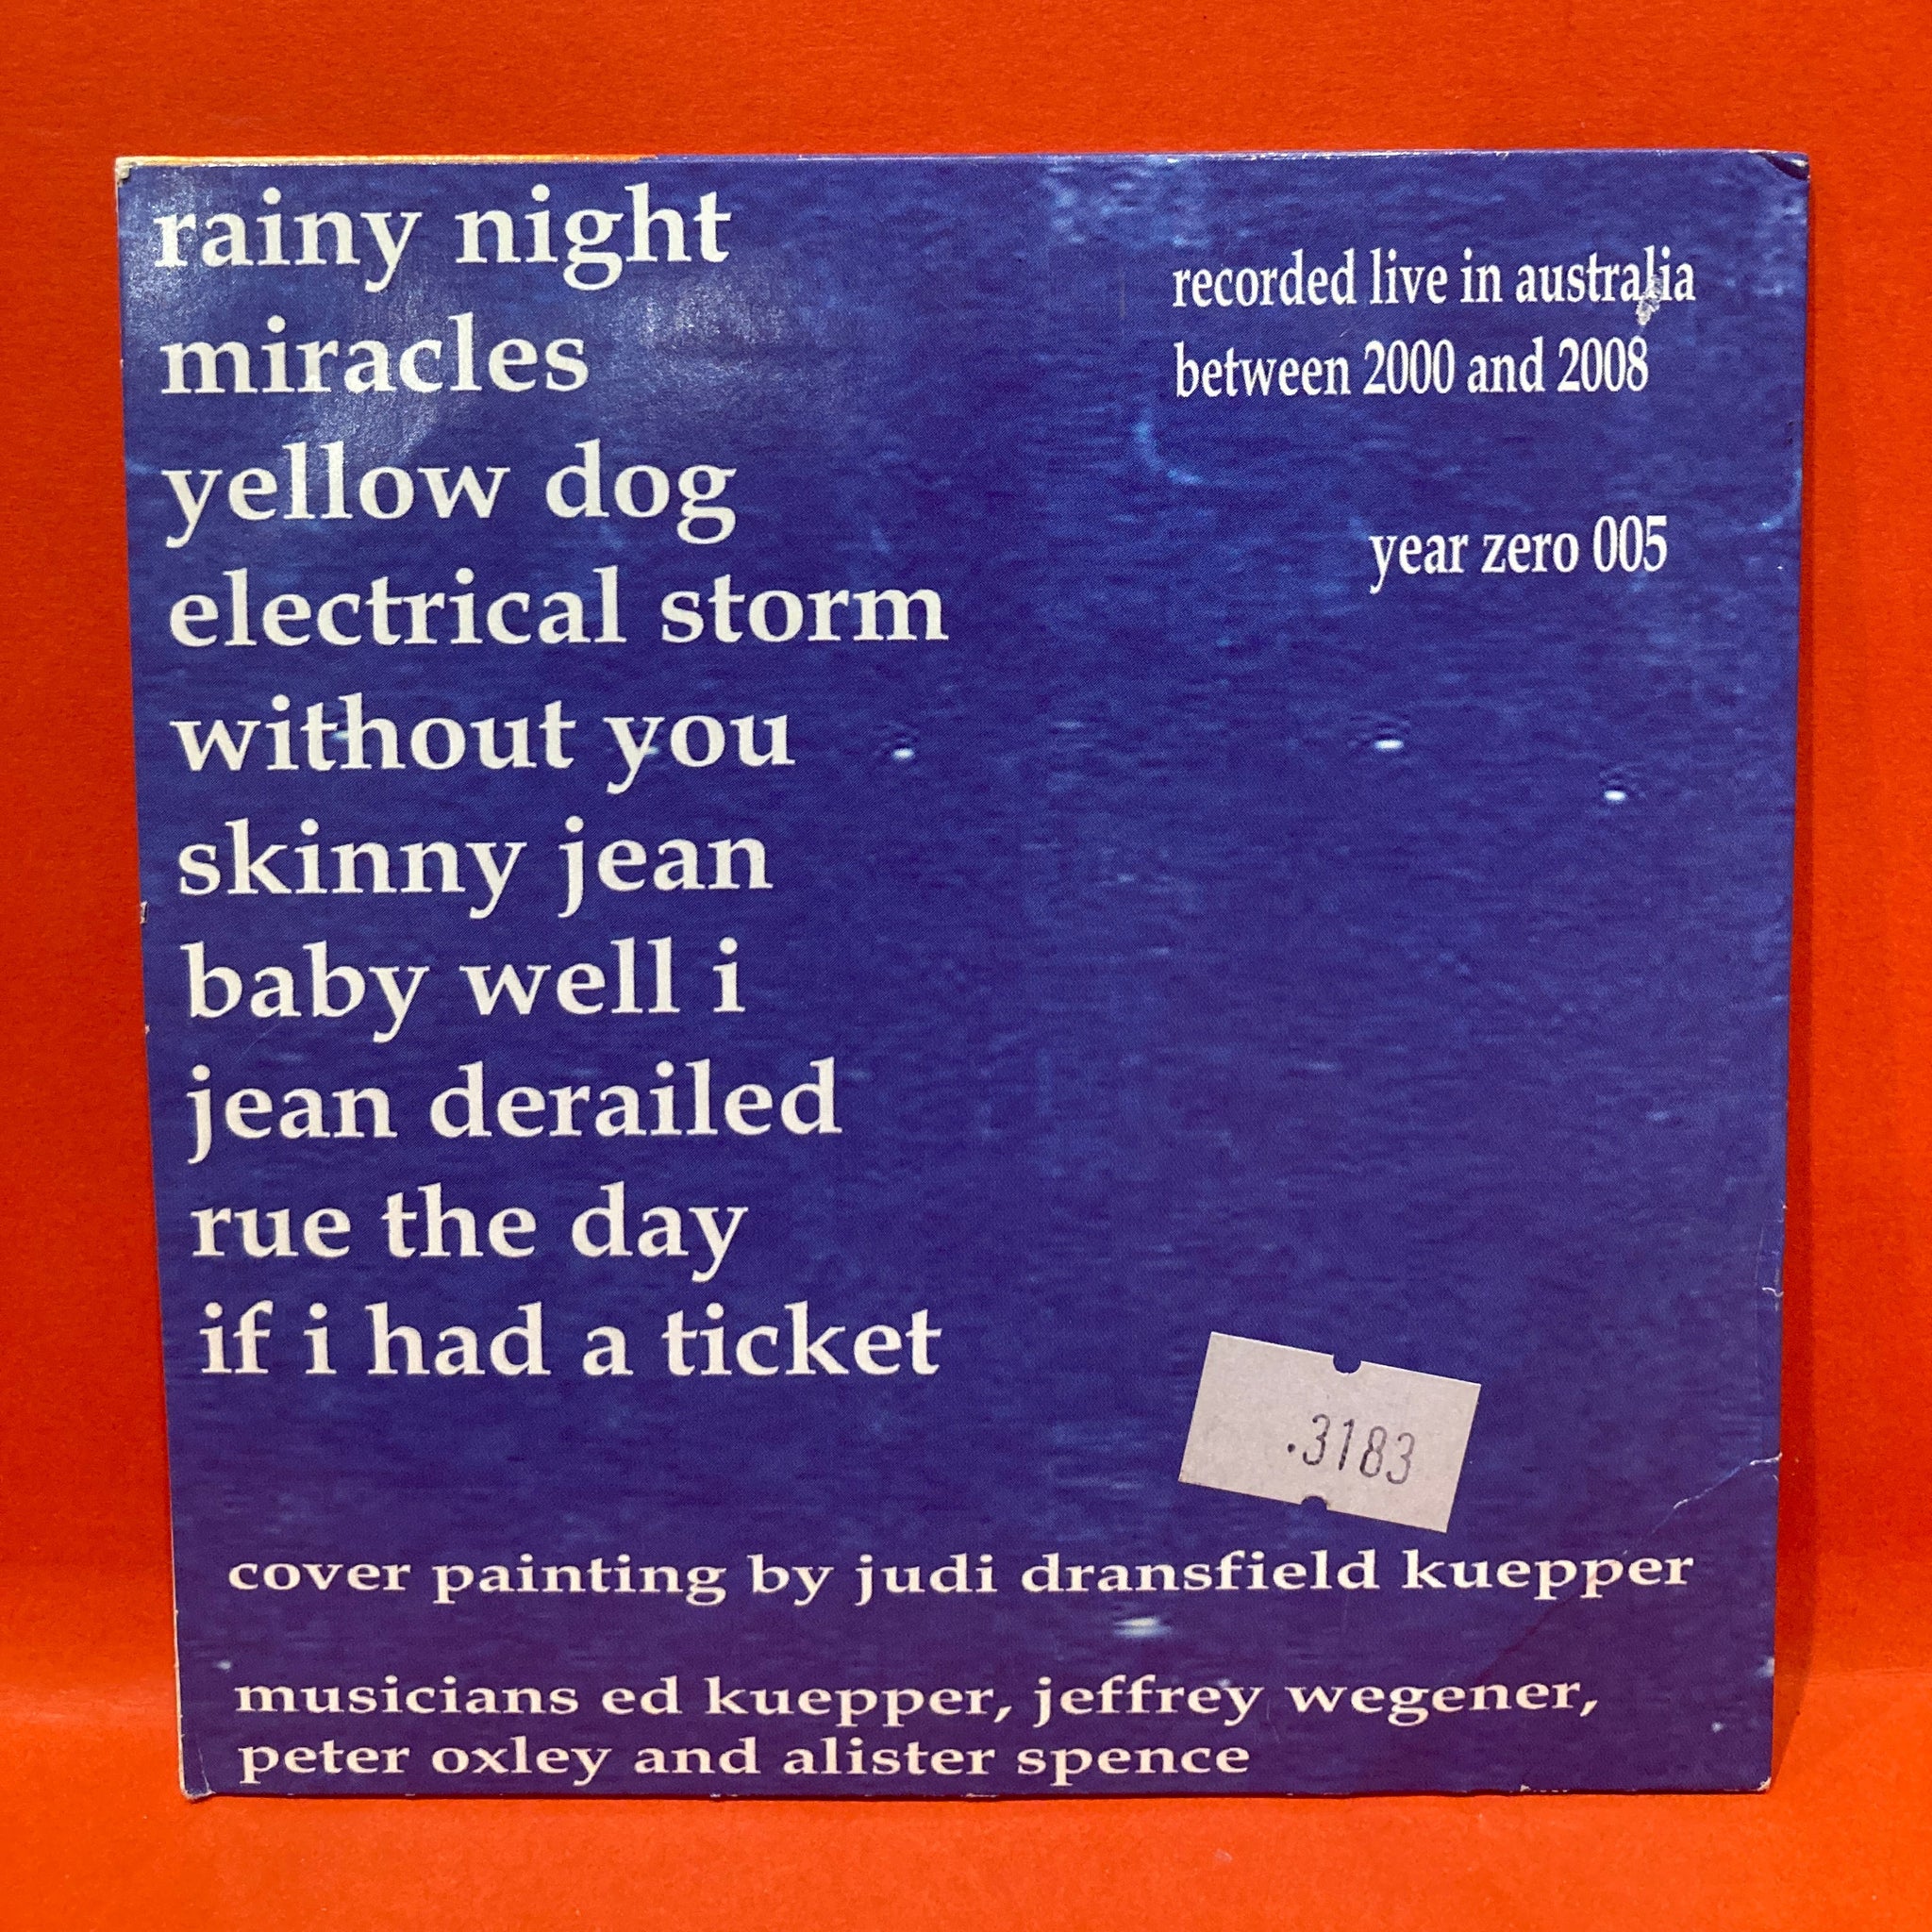 rainy night
miracles
yellow dog
electrical storm
without you
skinny jean
baby well i
jean derailed
rue the day
if i had a ticket
recorded live in australia
between 2000 and 2008
year zero 005
.3183
cover painting by judi dransfield kuepper
musicians ed kuepper, jeffrey wegener,
peter oxley and alister spence